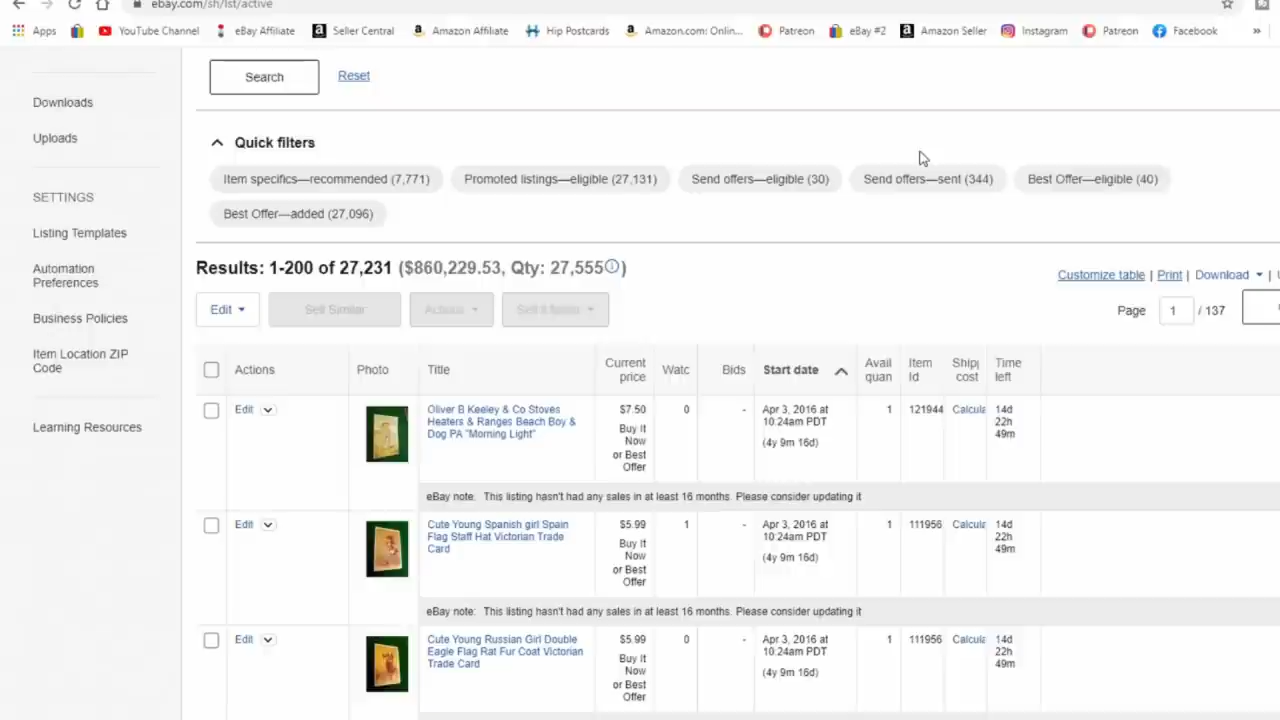 ebay.com/sh/lst/active
Apps YouTube Channel eBay Affiliate Seller Central Amazon Affiliate Hip Postcards Amazon.com: Onlin... Patreon eBay #2 Amazon Seller Instagram Patreon Facebook »
Search Reset
Downloads
Uploads
SETTINGS
Listing Templates
Automation
Preferences
Business Policies
Item Location ZIP
Code
Learning Resources
Quick filters
Item specifics—recommended (7,771) Promoted listings—eligible (27,131) Send offers—eligible (30) Send offers—sent (344) Best Offer—eligible (40)
Best Offer—added (27,096)
Results: 1-200 of 27,231 ($860,229.53, Qty: 27,555)
Customize table | Print | Download |
Edit Sell Similar Actions
Page 1 / 137
Actions Photo Title Current price Watc Bids Start date Avail quan Item Id Ship cost Time left
Edit
Oliver B Keeley & Co Stoves
Heaters & Ranges Beach Boy &
Dog PA "Morning Light"
$7.50
Buy It
Now
or Best
Offer
0
-
Apr 3, 2016 at
10:24am PDT
(4y 9m 16d)
1
121944
Calcula
14d
22h
49m
eBay note: This listing hasn't had any sales in at least 16 months. Please consider updating it
Edit
Cute Young Spanish girl Spain
Flag Staff Hat Victorian Trade
Card
$5.99
Buy It
Now
or Best
Offer
1
-
Apr 3, 2016 at
10:24am PDT
(4y 9m 16d)
1
111956
Calcula
14d
22h
49m
eBay note: This listing hasn't had any sales in at least 16 months. Please consider updating it
Edit
Cute Young Russian Girl Double
Eagle Flag Rat Fur Coat Victorian
Trade Card
$5.99
Buy It
Now
or Best
Offer
0
-
Apr 3, 2016 at
10:24am PDT
(4y 9m 16d)
1
111956
Calcula
14d
22h
49m